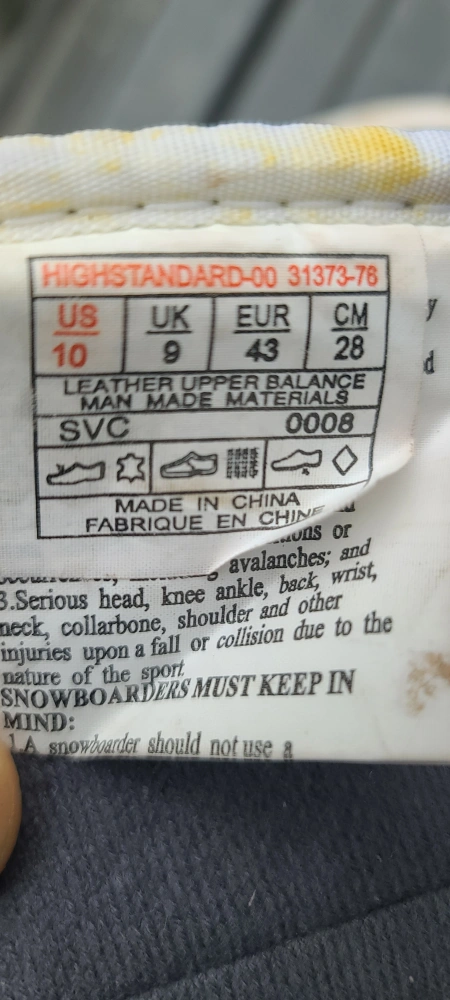 HIGHSTANDARD-00 31373-76
US UK EUR CM
10 9 43 28
LEATHER UPPER BALANCE
MAN MADE MATERIALS
SVC 0008
MADE IN CHINA
FABRIQUE EN CHINE
y
d
or
avalanches; and
3.Serious head, knee ankle, back, wrist,
neck, collarbone, shoulder and other
injuries upon a fall or collision due to the
nature of the sport.
SNOWBOARDERS MUST KEEP IN
MIND:
1.A snowboarder should not use a